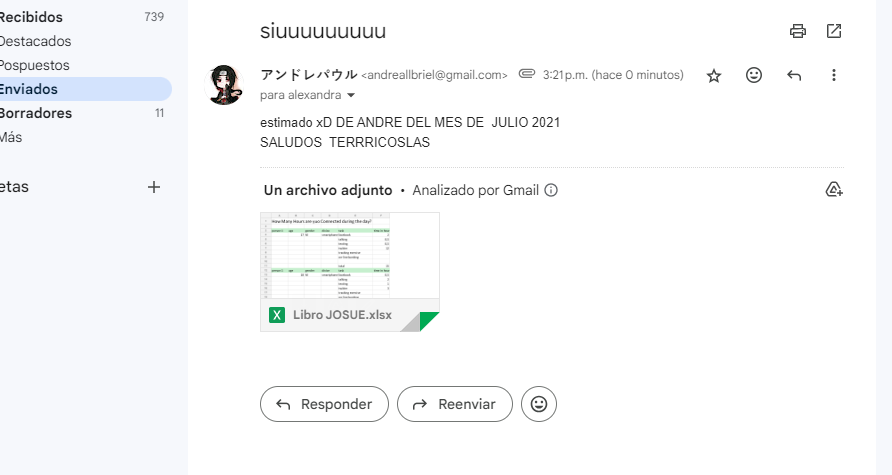 siuuuuuuuuu
Recibidos 739
Destacados
Pospuestos
Enviados
Borradores 11
Más
etas
アンドレパウル <andreallbriel@gmail.com> 3:21 p.m. (hace 0 minutos)
para alexandra
estimado xD DE ANDRE DEL MES DE JULIO 2021
SALUDOS TERRRICOSLAS
Un archivo adjunto • Analizado por Gmail
How Many Hours are you Connected during the day?
Libro JOSUE.xlsx
Responder Reenviar